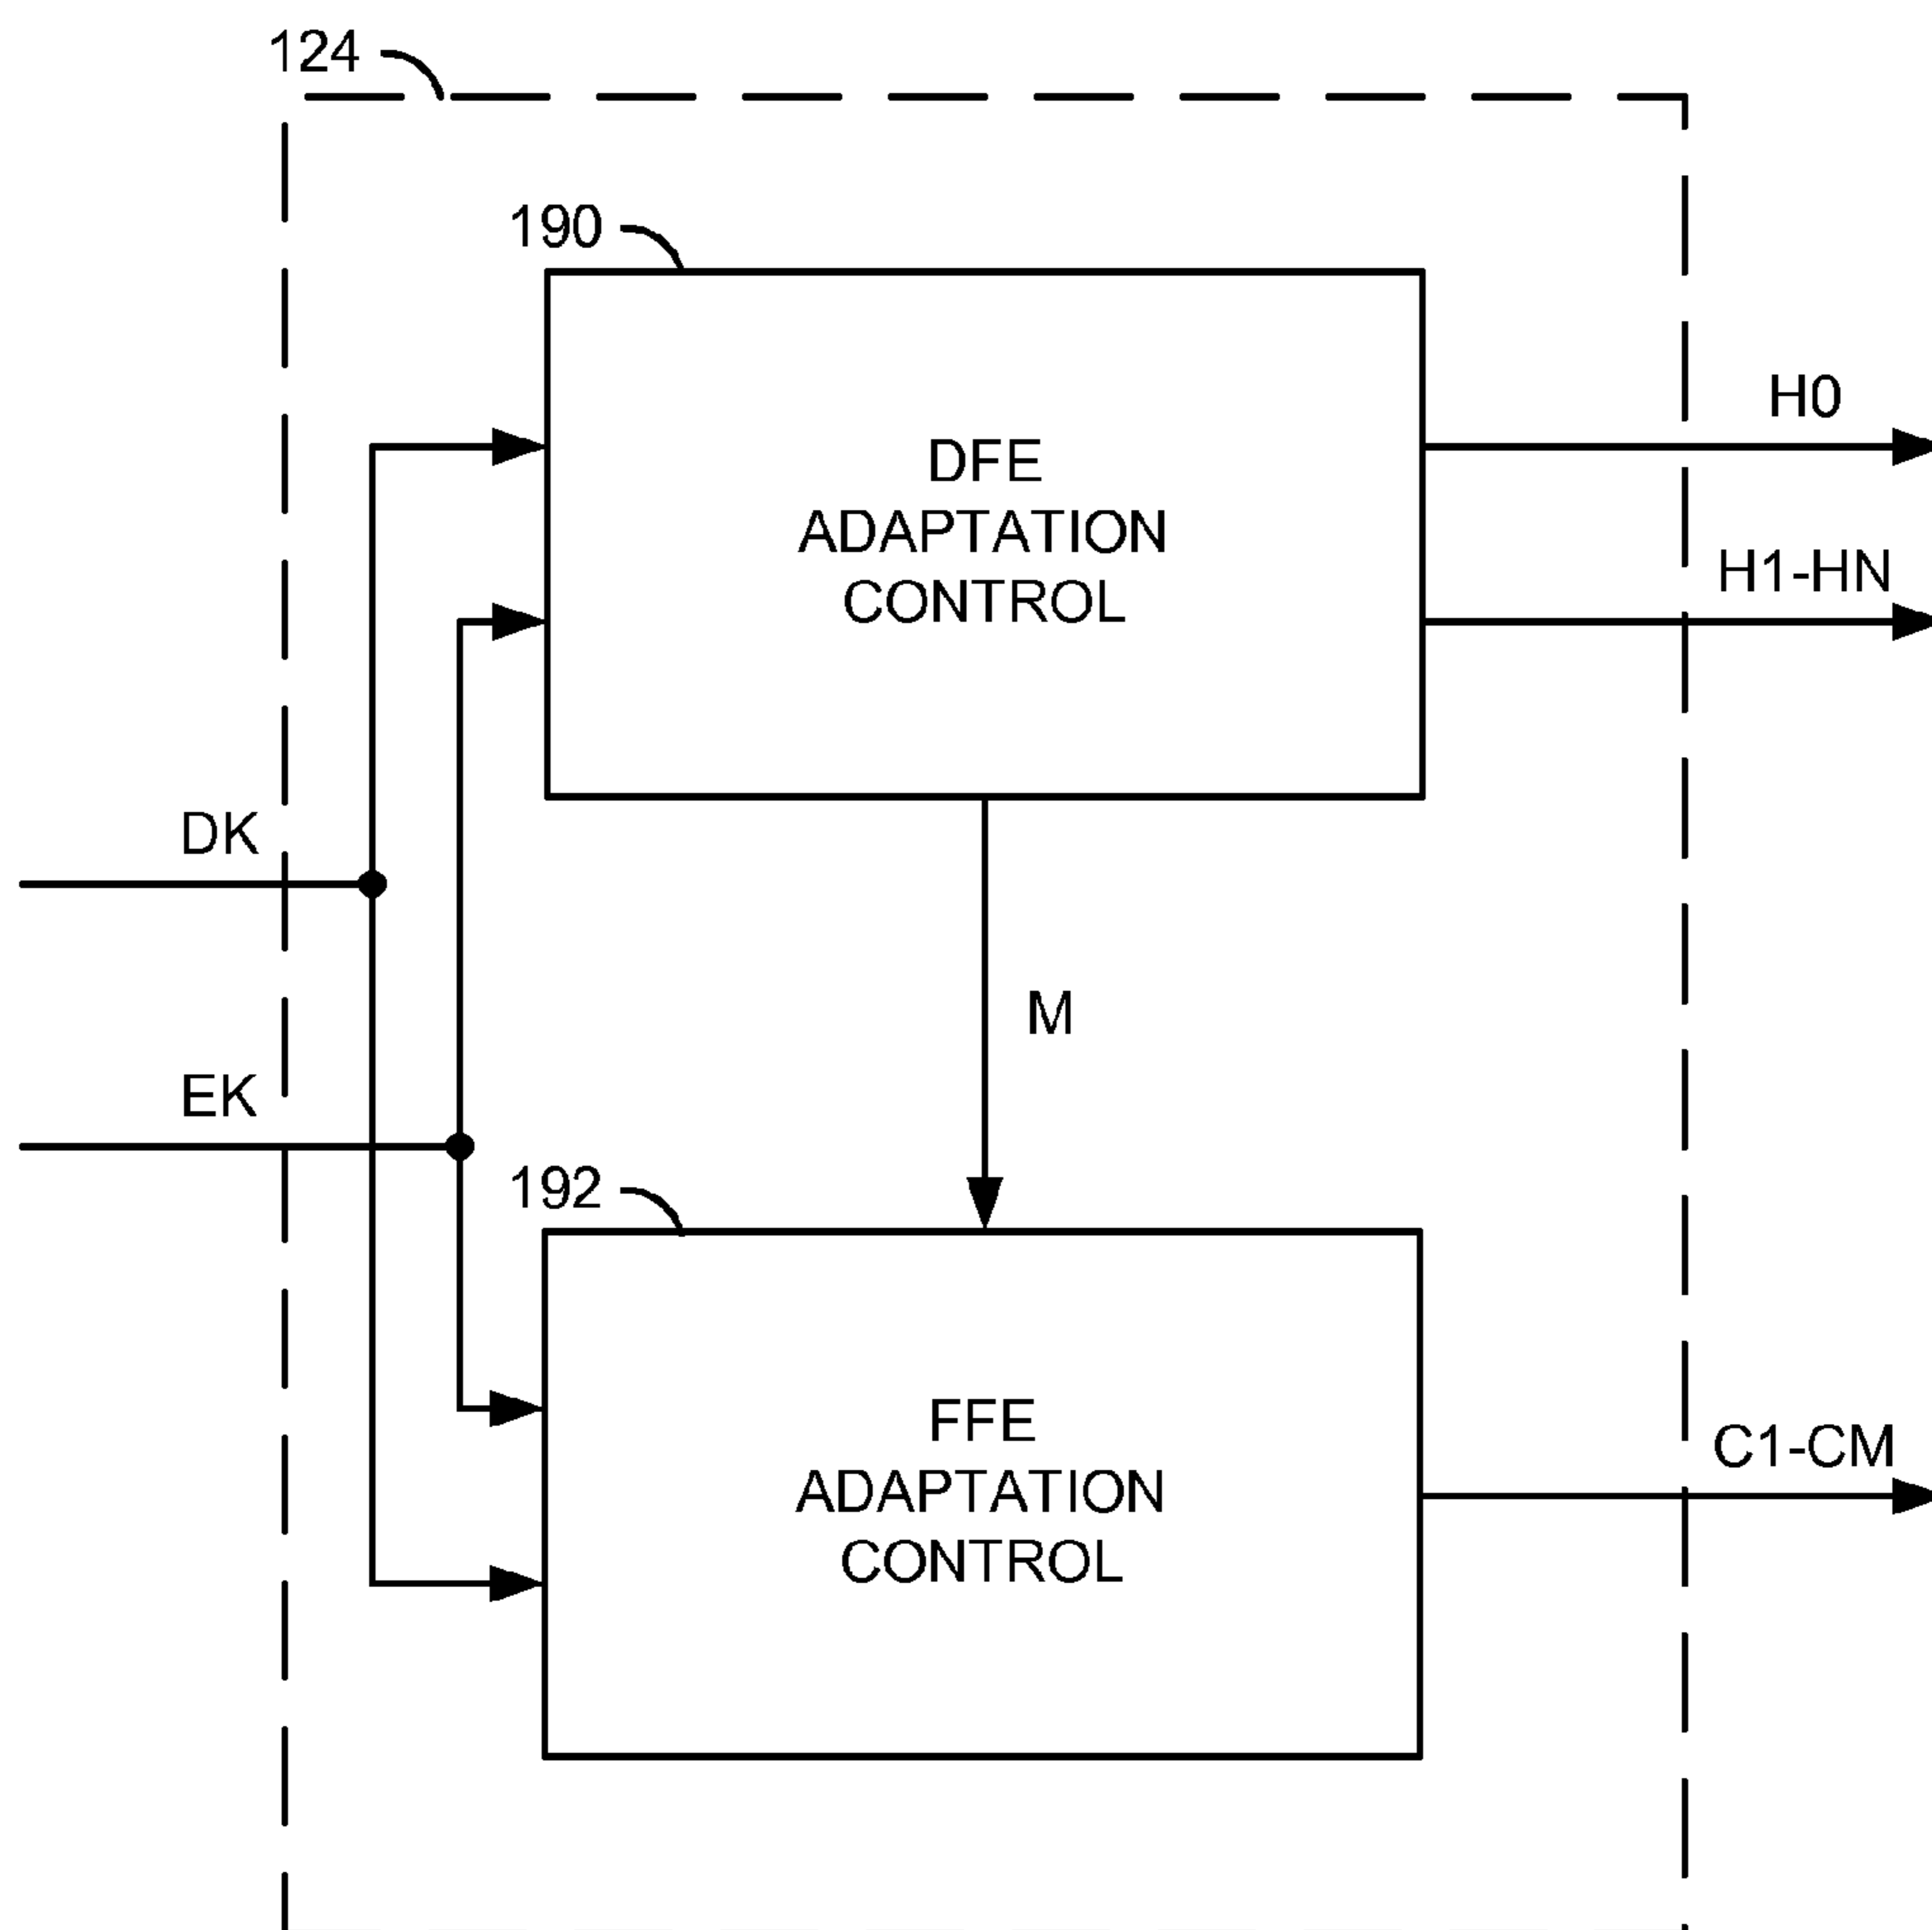 124
190
H0
DFE
ADAPTATION
CONTROL
H1-HN
DK
M
EK
192
FFE
ADAPTATION
CONTROL
C1-CM